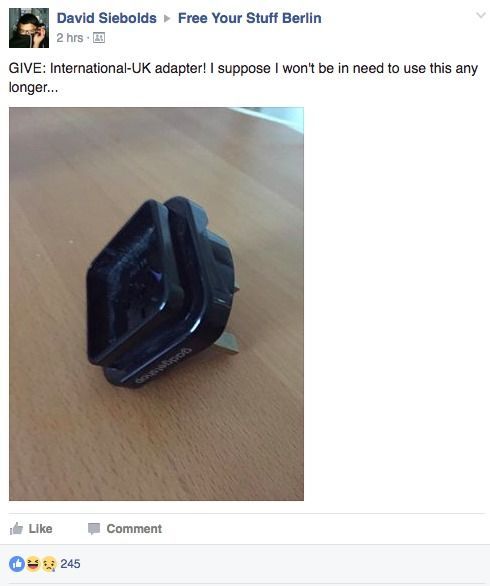 David Siebolds ▸ Free Your Stuff Berlin
2 hrs ·
GIVE: International-UK adapter! I suppose I won't be in need to use this any
longer...
gadgetshop
Like Comment
245